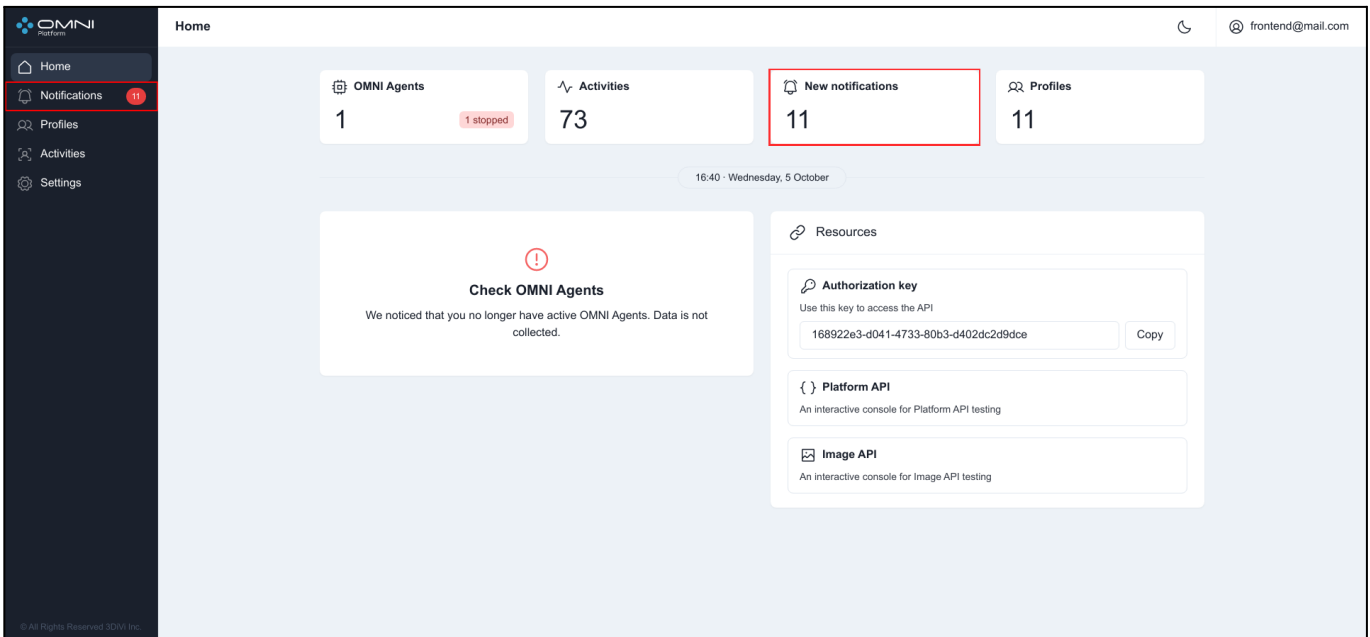 OMNI
Platform
Home
frontend@mail.com
Home
Notifications 11
Profiles
Activities
Settings
OMNI Agents
1
1 stopped
Activities
73
New notifications
11
Profiles
11
16:40 · Wednesday, 5 October
Check OMNI Agents
We noticed that you no longer have active OMNI Agents. Data is not
collected.
Resources
Authorization key
Use this key to access the API
168922e3-d041-4733-80b3-d402dc2d9dce
Copy
{ } Platform API
An interactive console for Platform API testing
Image API
An interactive console for Image API testing
© All Rights Reserved 3DiVi Inc.